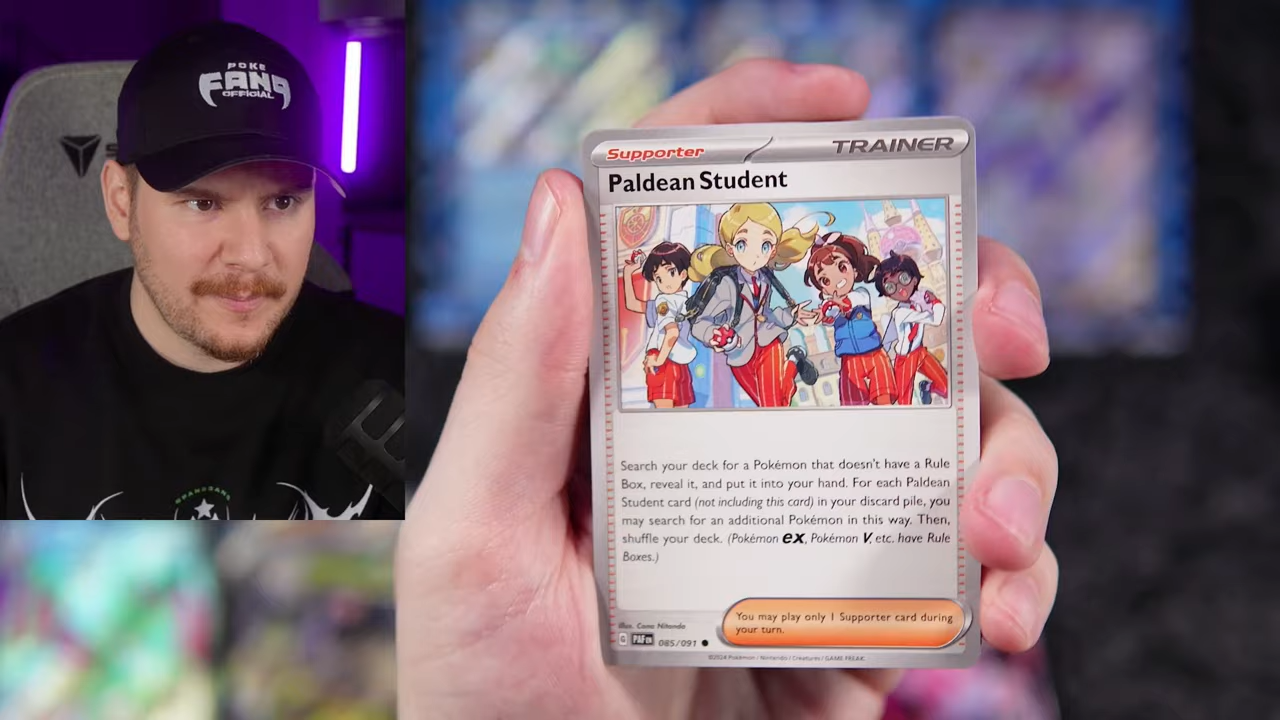 POKE
FANG
OFFICIAL
Supporter
TRAINER
Paldean Student
Search your deck for a Pokémon that doesn't have a Rule
Box, reveal it, and put it into your hand. For each Paldean
Student card (not including this card) in your discard pile, you
may search for an additional Pokémon in this way. Then,
shuffle your deck. (Pokémon ex, Pokémon V, etc. have Rule
Boxes.)
You may play only 1 Supporter card during
your turn.
Illus. Cona Nitanda
G PAF EN 085/091
©2024 Pokémon / Nintendo / Creatures / GAME FREAK